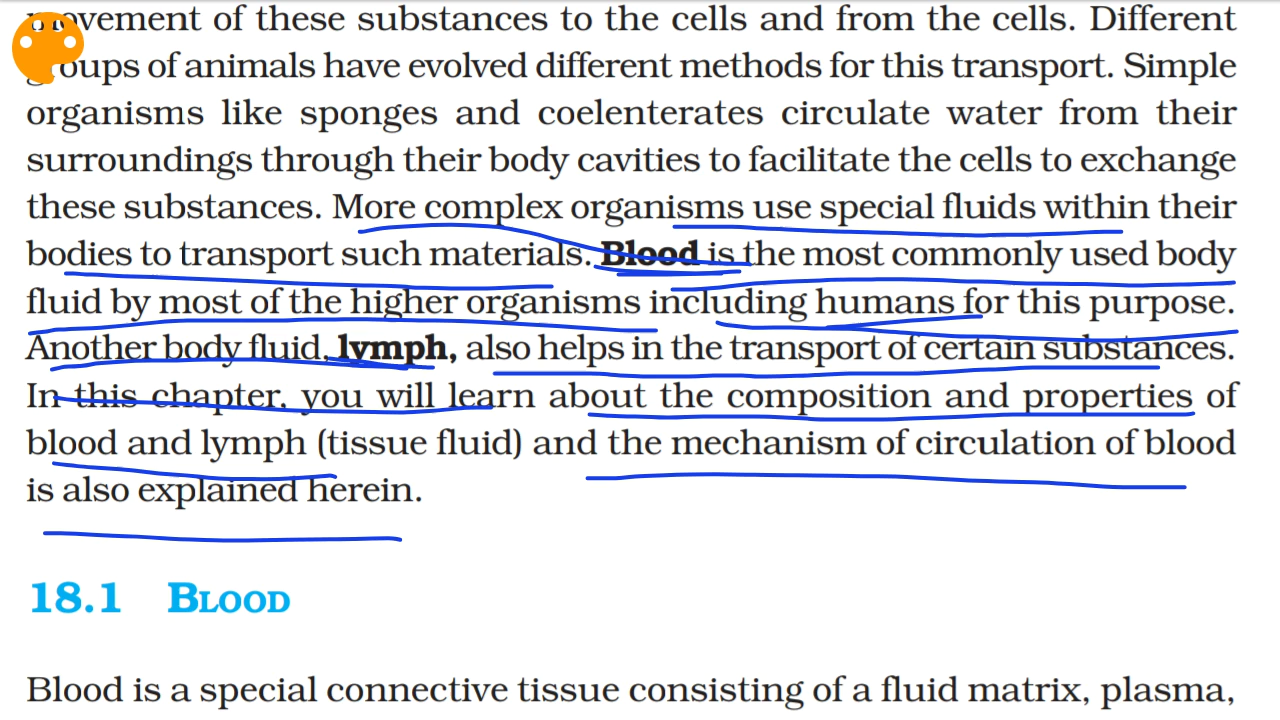 movement of these substances to the cells and from the cells. Different
groups of animals have evolved different methods for this transport. Simple
organisms like sponges and coelenterates circulate water from their
surroundings through their body cavities to facilitate the cells to exchange
these substances. More complex organisms use special fluids within their
bodies to transport such materials. Blood is the most commonly used body
fluid by most of the higher organisms including humans for this purpose.
Another body fluid, lymph, also helps in the transport of certain substances.
In this chapter, you will learn about the composition and properties of
blood and lymph (tissue fluid) and the mechanism of circulation of blood
is also explained herein.
18.1 BLOOD
Blood is a special connective tissue consisting of a fluid matrix, plasma,